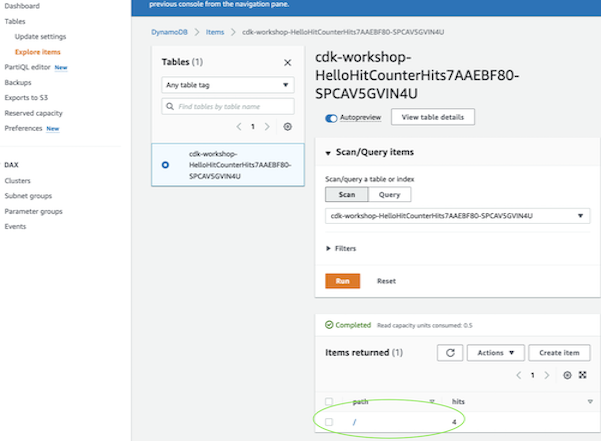 previous console from the navigation pane.
Dashboard
Tables
Update settings
Explore items
PartiQL editor New
Backups
Exports to S3
Reserved capacity
Preferences New
DAX
Clusters
Subnet groups
Parameter groups
Events
DynamoDB > Items > cdk-workshop-HelloHitCounterHits7AAEBF80-SPCAV5GVIN4U
Tables (1)
Any table tag
Find tables by table name
1
cdk-workshop-
HelloHitCounterHits7AAEBF80-
SPCAV5GVIN4U
cdk-workshop-
HelloHitCounterHits7AAEBF80-
SPCAV5GVIN4U
Autopreview
View table details
Scan/Query items
Scan/query a table or index
Scan Query
cdk-workshop-HelloHitCounterHits7AAEBF80-SPCAV5GVIN4U
Filters
Run Reset
Completed Read capacity units consumed: 0.5
Items returned (1)
Actions Create item
1
path hits
/ 4